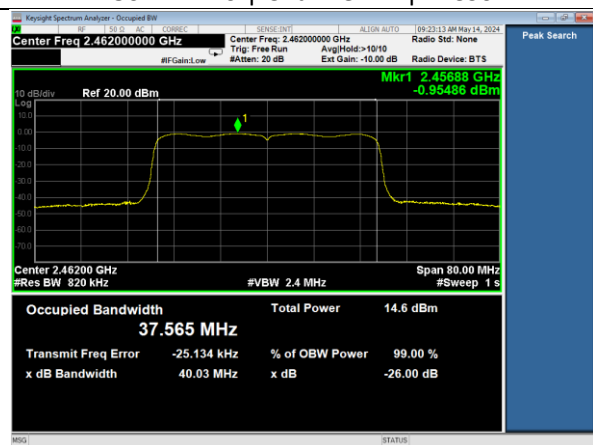 Keysight Spectrum Analyzer - Occupied BW
RF 50 Ω AC CORREC SENSE:INT ALIGN AUTO 09:23:13 AM May 14, 2024
Center Freq 2.462000000 GHz Center Freq: 2.462000000 GHz Radio Std: None Peak Search
Trig: Free Run Avg|Hold:>10/10
#IFGain:Low #Atten: 20 dB Ext Gain: -10.00 dB Radio Device: BTS
Mkr1 2.45688 GHz
10 dB/div Ref 20.00 dBm -0.95486 dBm
Log
10.0
0.00
-10.0
-20.0
-30.0
-40.0
-50.0
-60.0
-70.0
1
Center 2.46200 GHz Span 80.00 MHz
#Res BW 820 kHz #VBW 2.4 MHz #Sweep 1 s
Occupied Bandwidth Total Power 14.6 dBm
37.565 MHz
Transmit Freq Error -25.134 kHz % of OBW Power 99.00 %
x dB Bandwidth 40.03 MHz x dB -26.00 dB
MSG STATUS